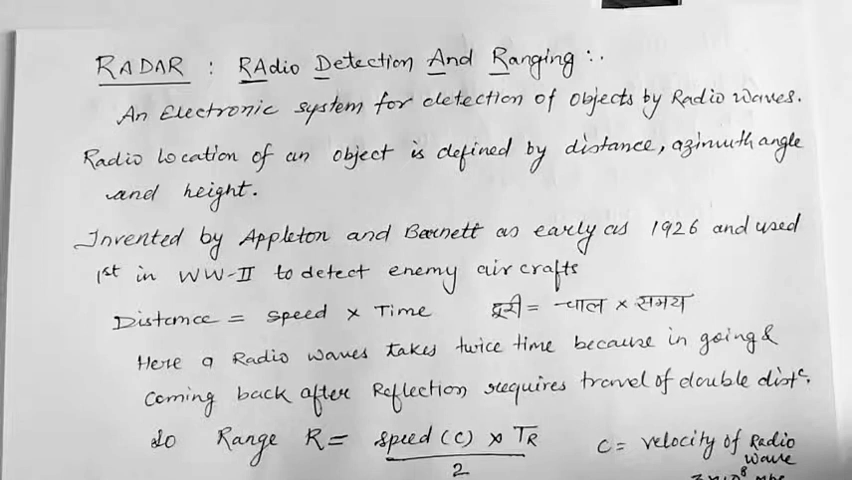 RADAR : RAdio Detection And Ranging :.
An Electronic system for detection of objects by Radio waves.
Radio Location of an object is defined by distance, azimuth angle
and height.
Invented by Appleton and Barnett as early as 1926 and used
1st in WW-II to detect enemy air crafts
Distance = speed × Time दूरी = चाल × समय
Here a Radio waves takes twice time because in going &
coming back after Reflection requires travel of double distc.
So Range R = speed (c) × TR / 2 C = velocity of Radio
wave